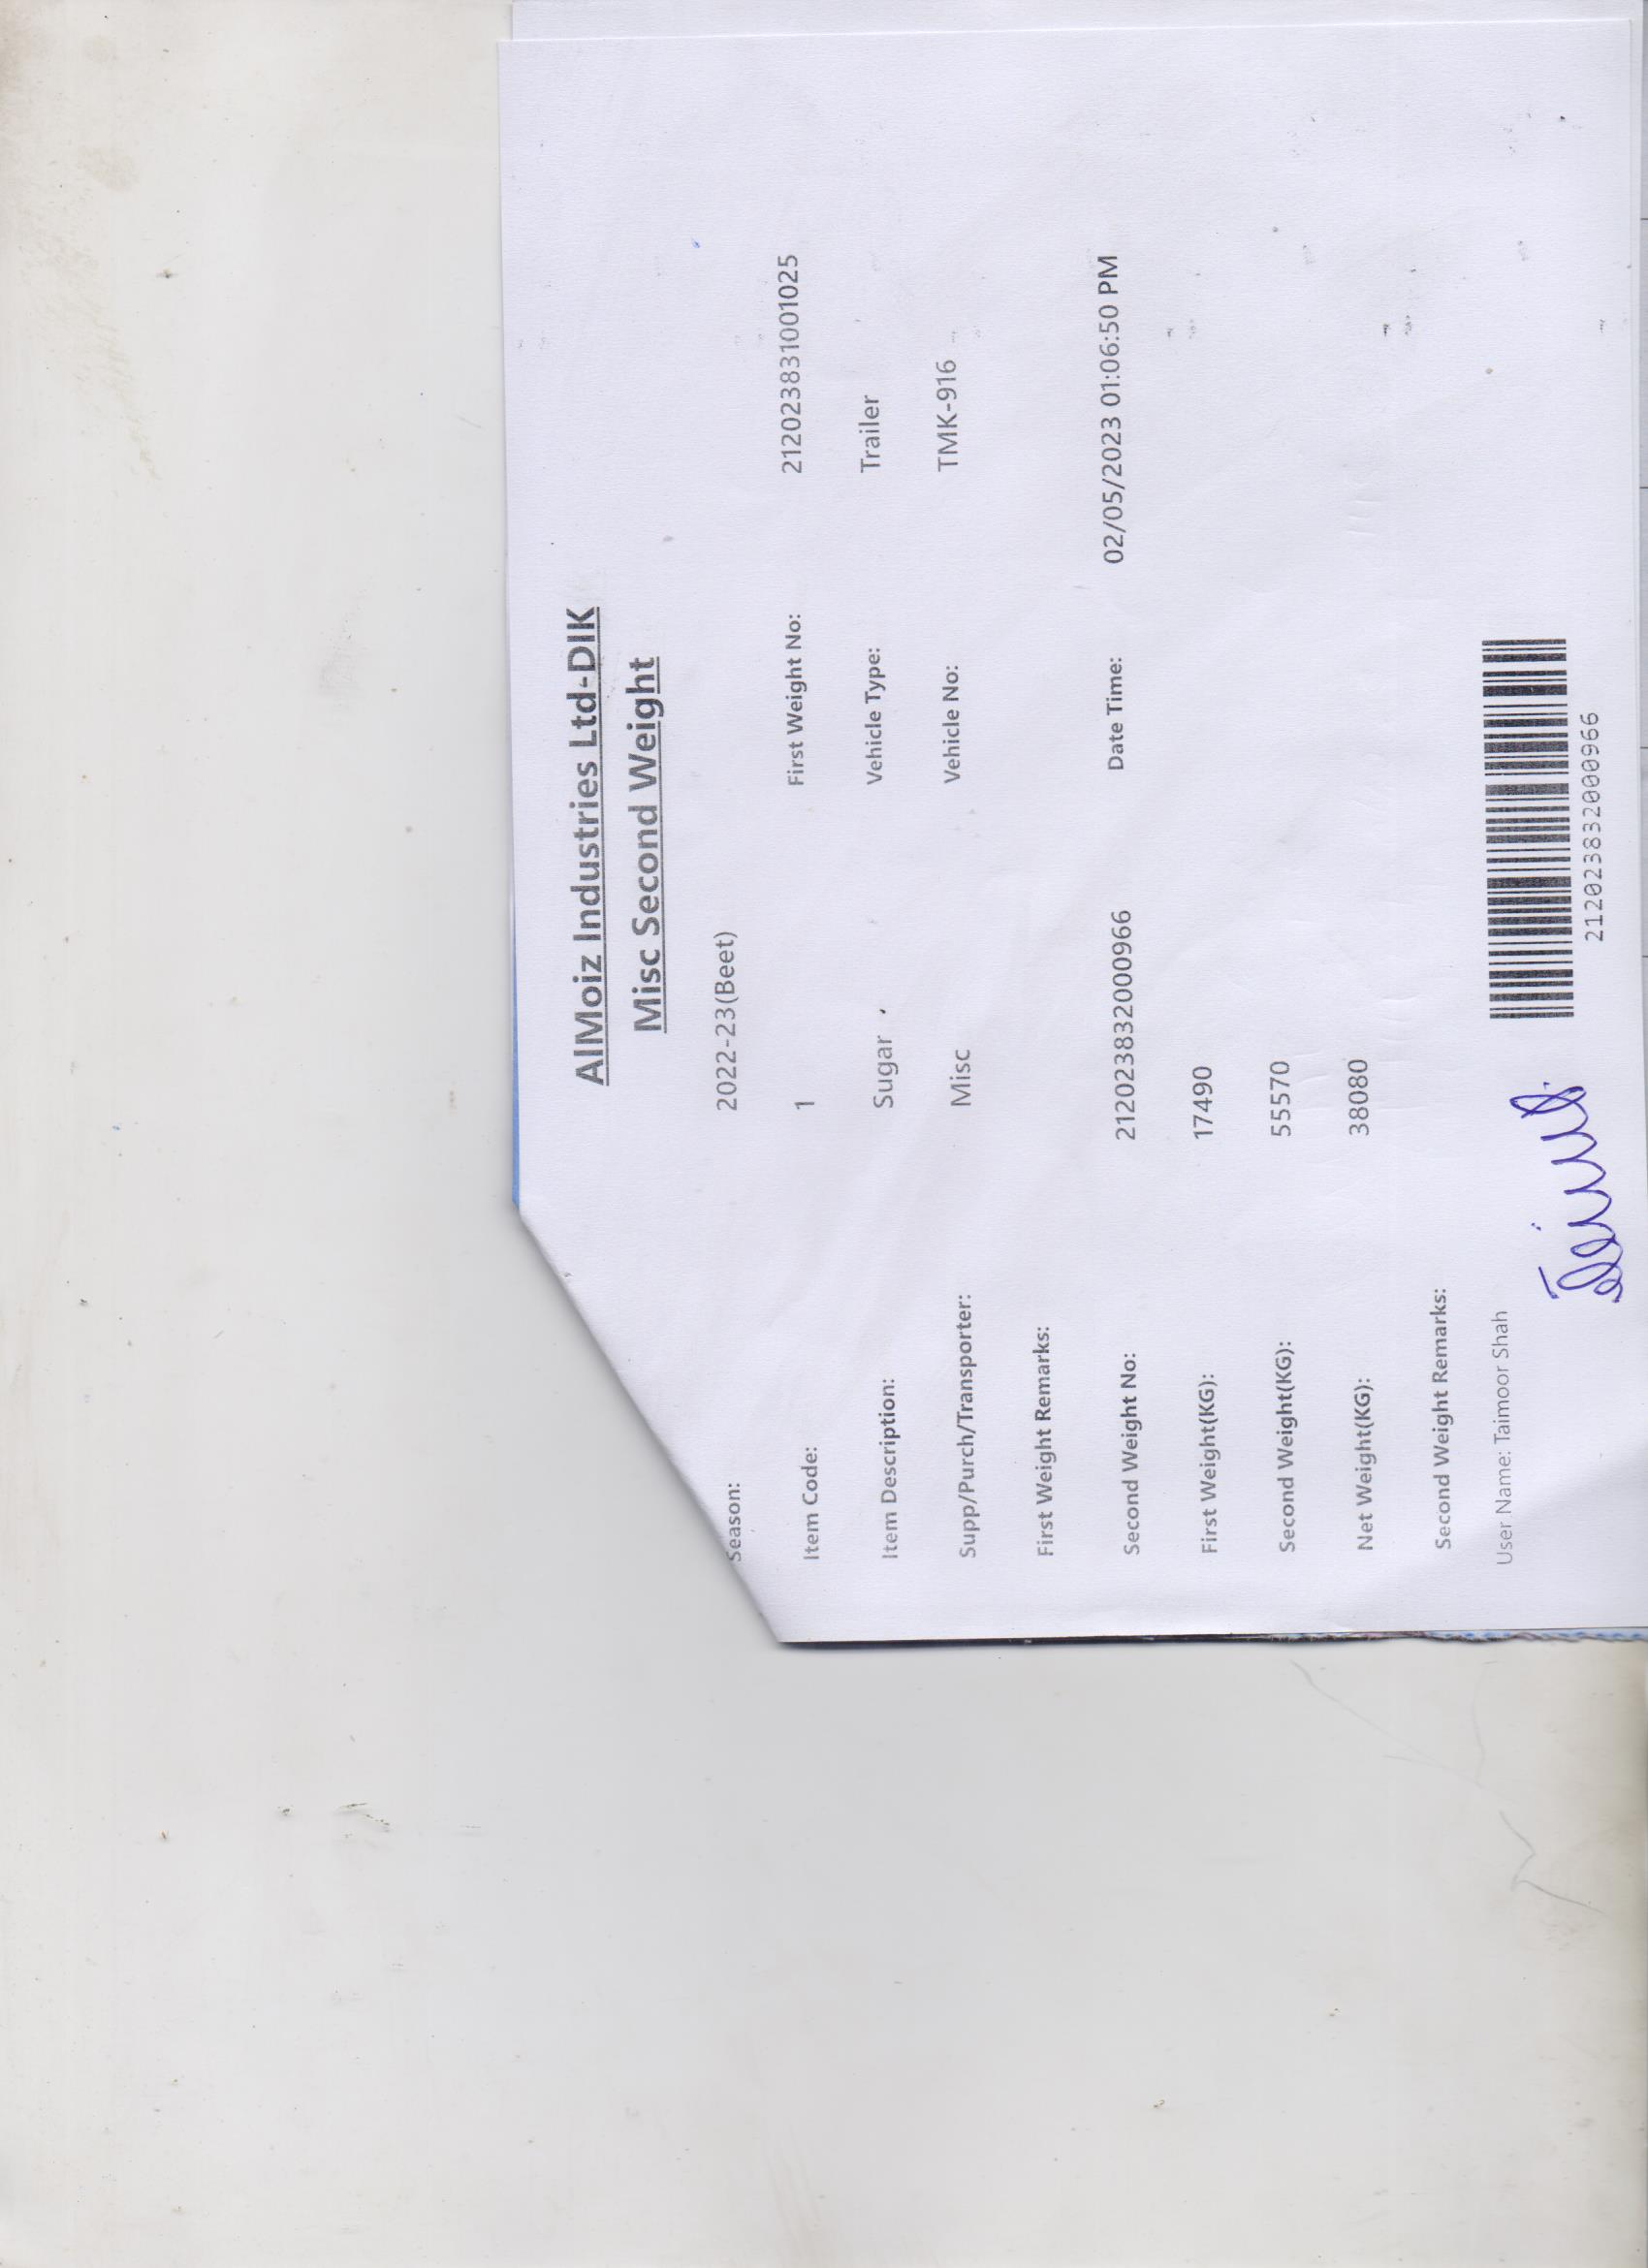 AlMoiz Industries Ltd-DIK
Misc Second Weight
Season: 2022-23(Beet)
Item Code: 1 First Weight No: 2120238310010​25
Item Description: Sugar Vehicle Type: Trailer
Supp/Purch/Transporter: Misc Vehicle No: TMK-916
First Weight Remarks:
Second Weight No: 212023832000966 Date Time: 02/05/2023 01:06:50 PM
First Weight(KG): 17490
Second Weight(KG): 55570
Net Weight(KG): 38080
Second Weight Remarks:
User Name: Taimoor Shah
212023832000966